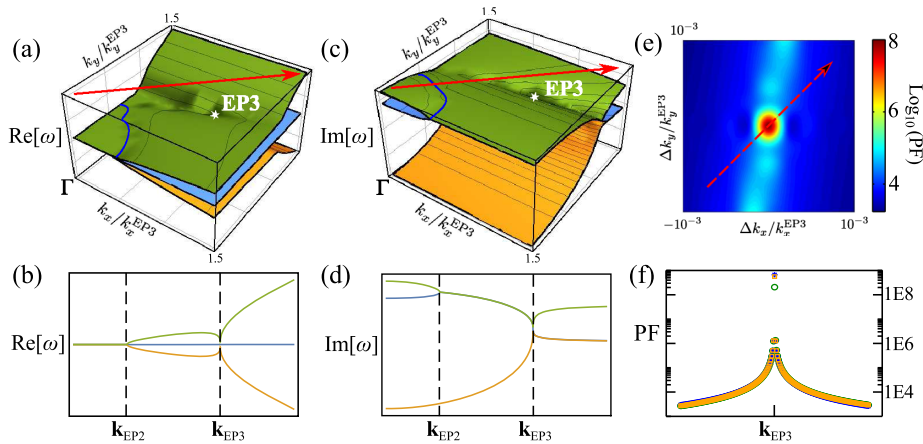 (a)
1.5
k_y/k_y^EP3
EP3
Re[ω]
Γ
k_x/k_x^EP3
1.5
(c)
1.5
k_y/k_y^EP3
EP3
Im[ω]
Γ
k_x/k_x^EP3
1.5
(e)
10^-3
Δk_y/k_y^EP3
-10^-3
Δk_x/k_x^EP3
10^-3
8
6
4
Log_10(PF)
(b)
Re[ω]
k_EP2
k_EP3
(d)
Im[ω]
k_EP2
k_EP3
(f)
PF
1E8
1E6
1E4
k_EP3